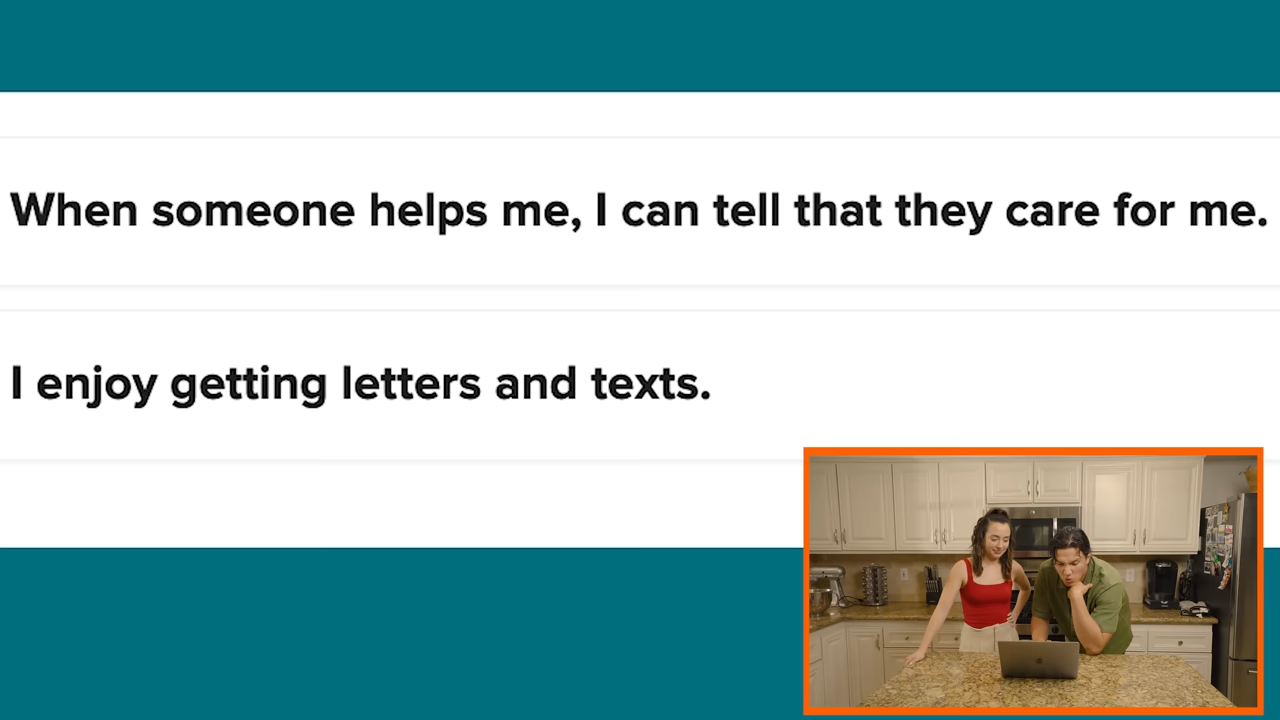 When someone helps me, I can tell that they care for me.
I enjoy getting letters and texts.